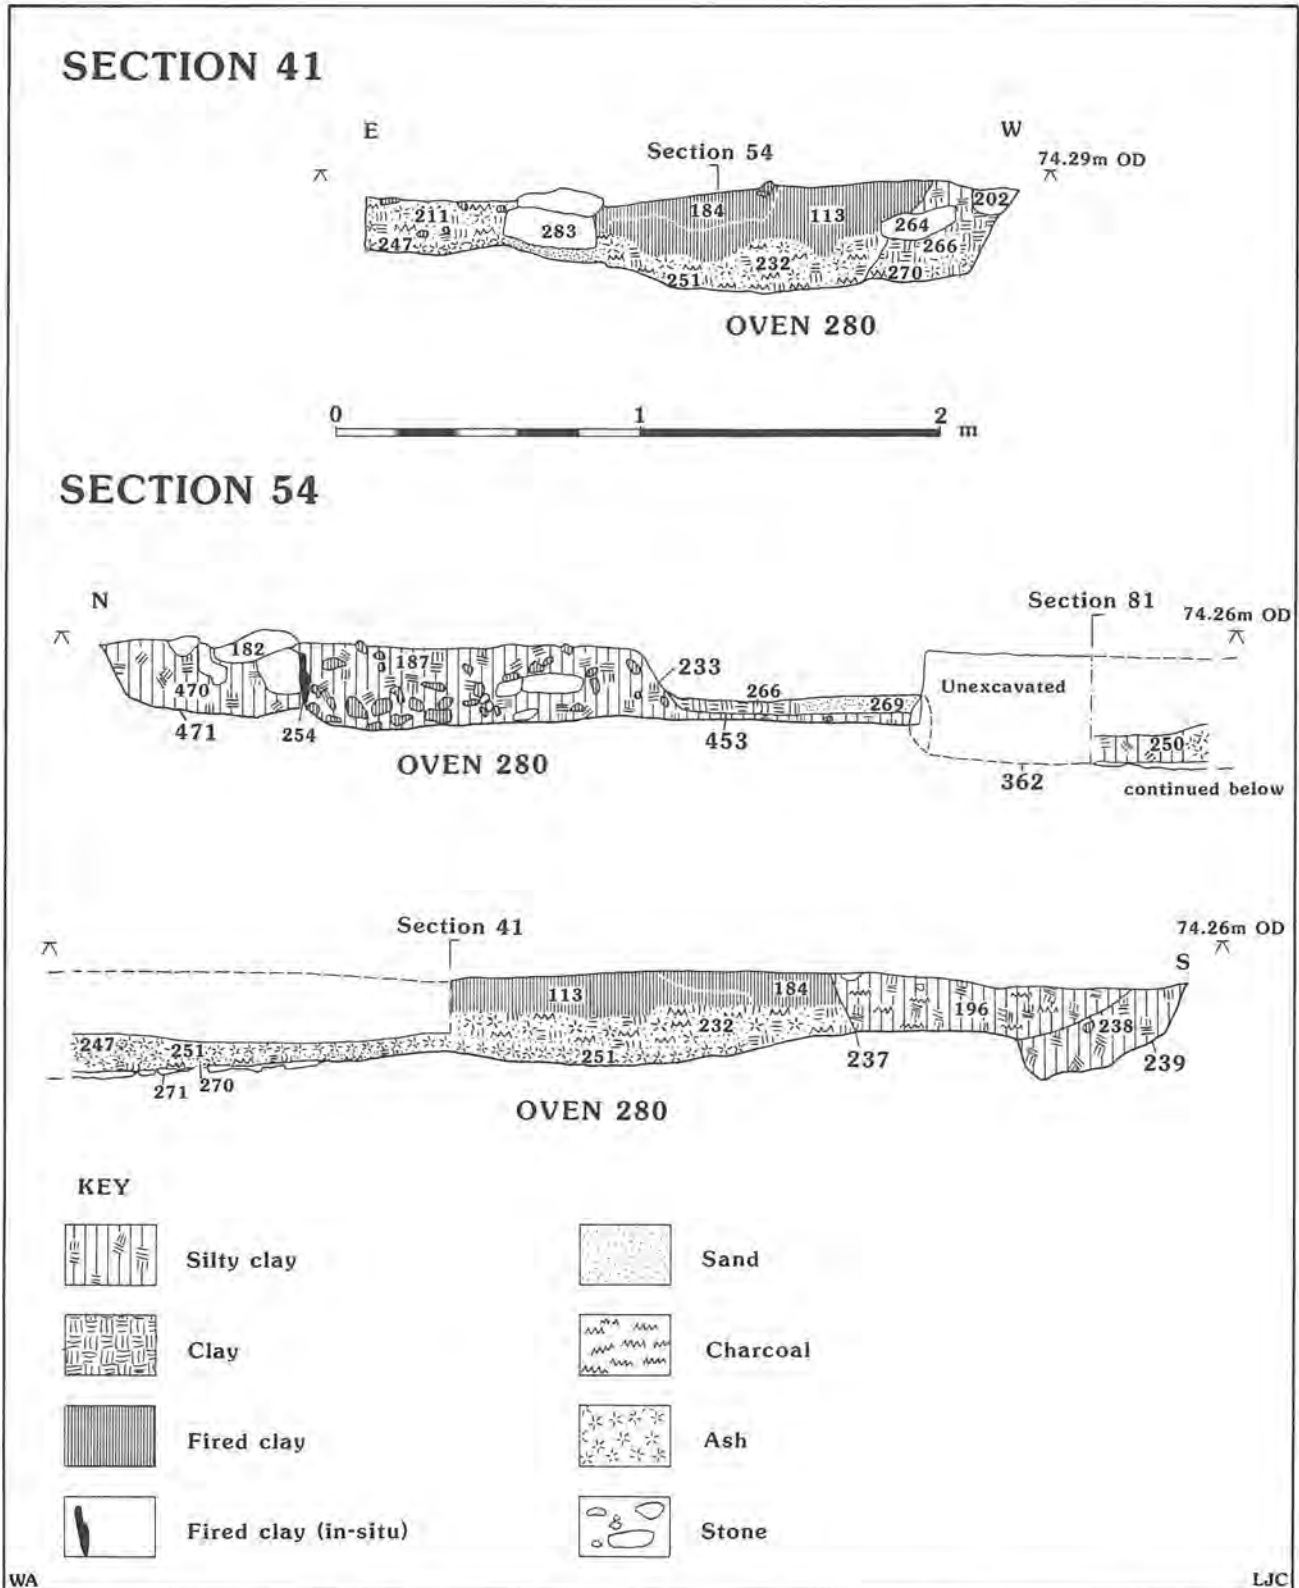 SECTION 41
E
W
Section 54
74.29m OD
211
247
283
184
113
264
202
232
266
251
270
OVEN 280
0
1
2
m
SECTION 54
N
Section 81
74.26m OD
182
187
233
Unexcavated
470
266
269
471
254
453
250
OVEN 280
362
continued below
Section 41
74.26m OD
S
113
184
196
247
251
232
238
251
237
239
271
270
OVEN 280
KEY
Silty clay
Sand
Clay
Charcoal
Fired clay
Ash
Fired clay (in-situ)
Stone
WA
LJC